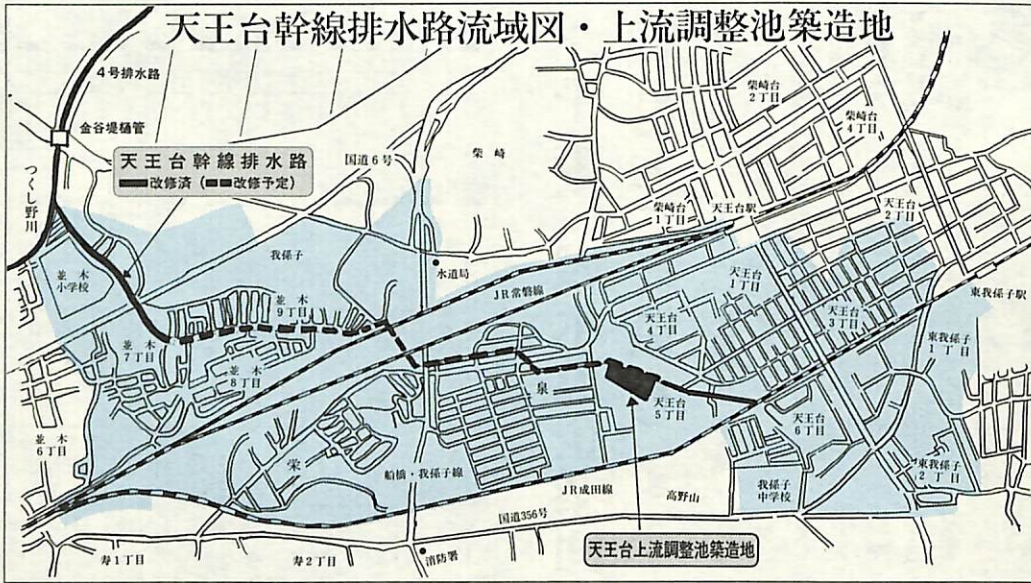 天王台幹線排水路流域図・上流調整池築造地
4号排水路
金谷堤樋管
天王台幹線排水路
改修済(改修予定)
つくし野川
国道6号
柴崎
柴崎台
2丁目
柴崎台
4丁目
柴崎台
1丁目
天王台駅
天王台
2丁目
我孫子
水道局
並木
小学校
JR常磐線
天王台
1丁目
東我孫子駅
並木
9丁目
天王台
4丁目
天王台
3丁目
並木
7丁目
東我孫子
1丁目
並木
8丁目
泉
天王台
5丁目
天王台
6丁目
並木
6丁目
栄
船橋・我孫子線
東我孫子
2丁目
JR成田線
高野山
我孫子
中学校
国道356号
寿1丁目
寿2丁目
消防署
天王台上流調整池築造地